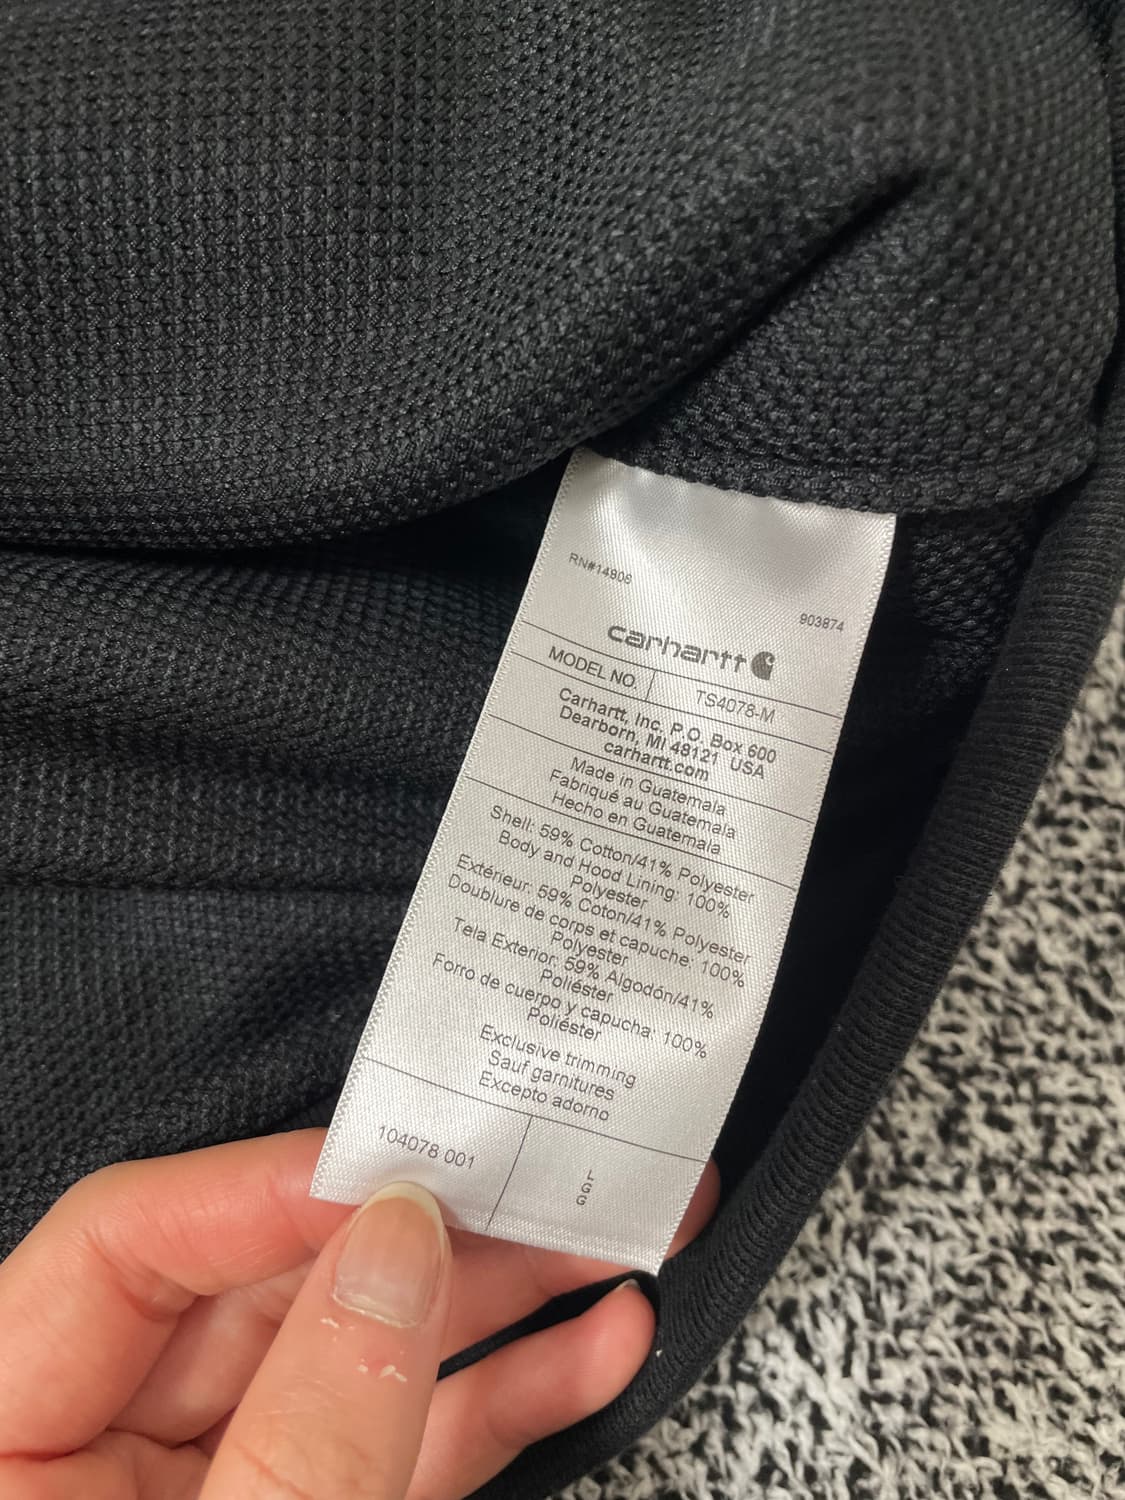 RN#14806
903874
carhartt
MODEL NO. TS4078-M
Carhartt, Inc. P.O. Box 600
Dearborn, MI 48121 USA
carhartt.com
Made in Guatemala
Fabriqué au Guatemala
Hecho en Guatemala
Shell: 59% Cotton/41% Polyester
Body and Hood Lining: 100%
Polyester
Extérieur: 59% Coton/41% Polyester
Doublure de corps et capuche: 100%
Polyester
Tela Exterior: 59% Algodón/41%
Poliéster
Forro de cuerpo y capucha: 100%
Poliéster
Exclusive trimming
Sauf garnitures
Excepto adorno
104078 001
L
G
G